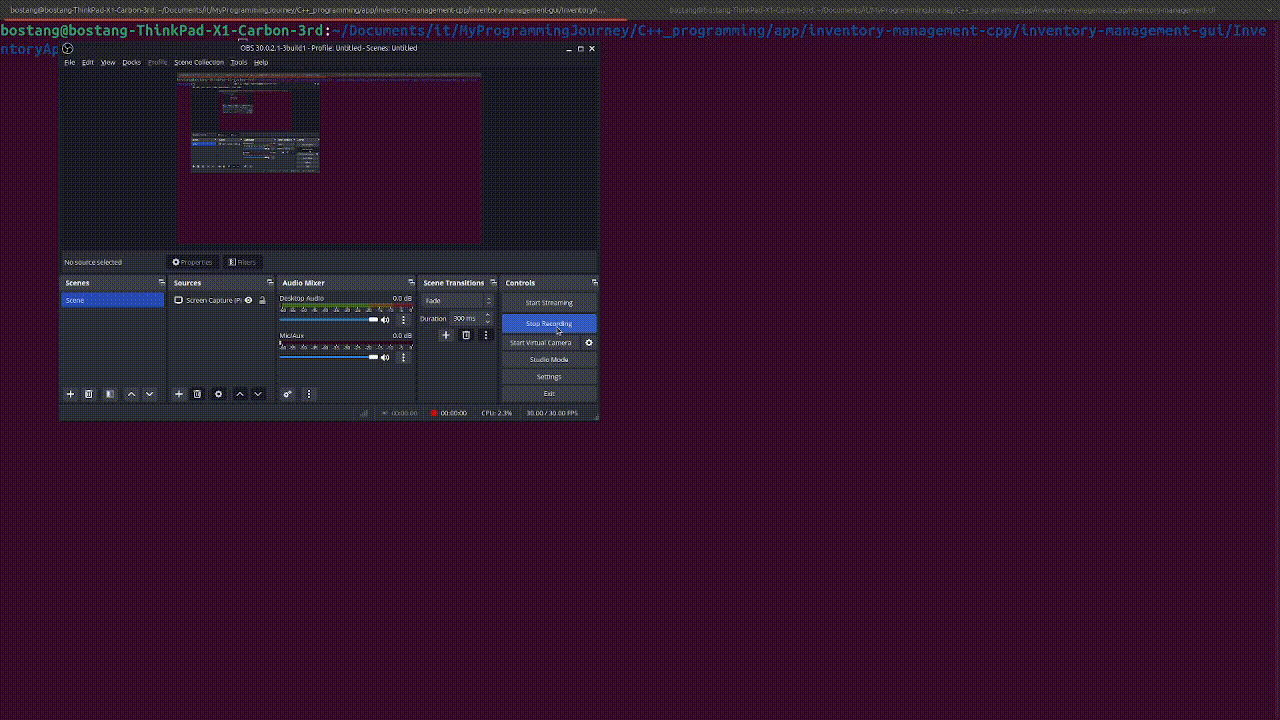 bostang@bostang-ThinkPad-X1-Carbon-3rd: ~/Documents/it/MyProgrammingJourney/C++_programming/app/inventory-management-cpp/inventory-management-gui/InventoryA...
bostang@bostang-ThinkPad-X1-Carbon-3rd: ~/Documents/it/MyProgrammingJourney/C++_programming/app/inventory-management-cpp/inventory-management-cli
bostang@bostang-ThinkPad-X1-Carbon-3rd:~/Documents/it/MyProgrammingJourney/C++_programming/app/inventory-management-cpp/inventory-management-gui/Inve
ntoryAp
OBS 30.0.2.1-3build1 - Profile: Untitled - Scenes: Untitled
File Edit View Docks Profile Scene Collection Tools Help
No source selected Properties Filters
Scenes Sources Audio Mixer Scene Transitions Controls
Scene
Screen Capture (Pi
Desktop Audio 0.0 dB
Mic/Aux 0.0 dB
Fade
Duration 300 ms
Start Streaming
Stop Recording
Start Virtual Camera
Studio Mode
Settings
Exit
00:00:00 00:00:00 CPU: 2.3% 30.00 / 30.00 FPS